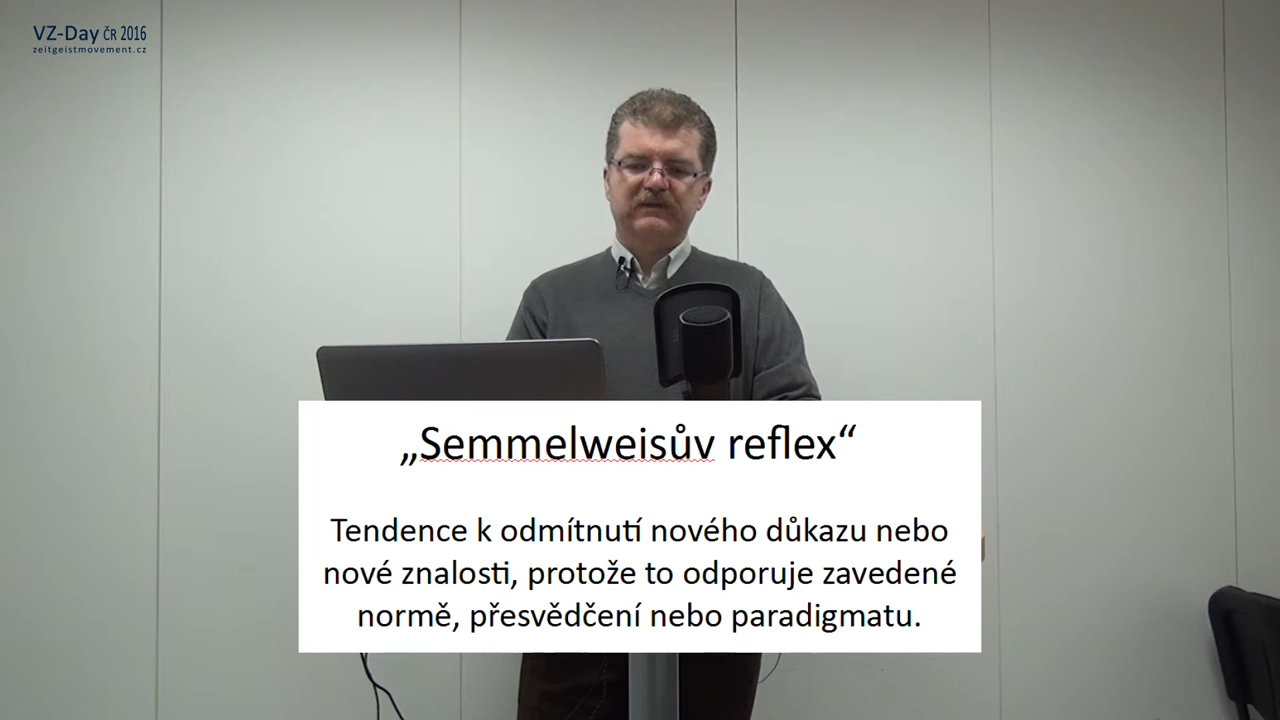 VZ-Day ČR 2016
zeitgeistmovement.cz
„Semmelweisův reflex“
Tendence k odmítnutí nového důkazu nebo
nové znalosti, protože to odporuje zavedené
normě, přesvědčení nebo paradigmatu.